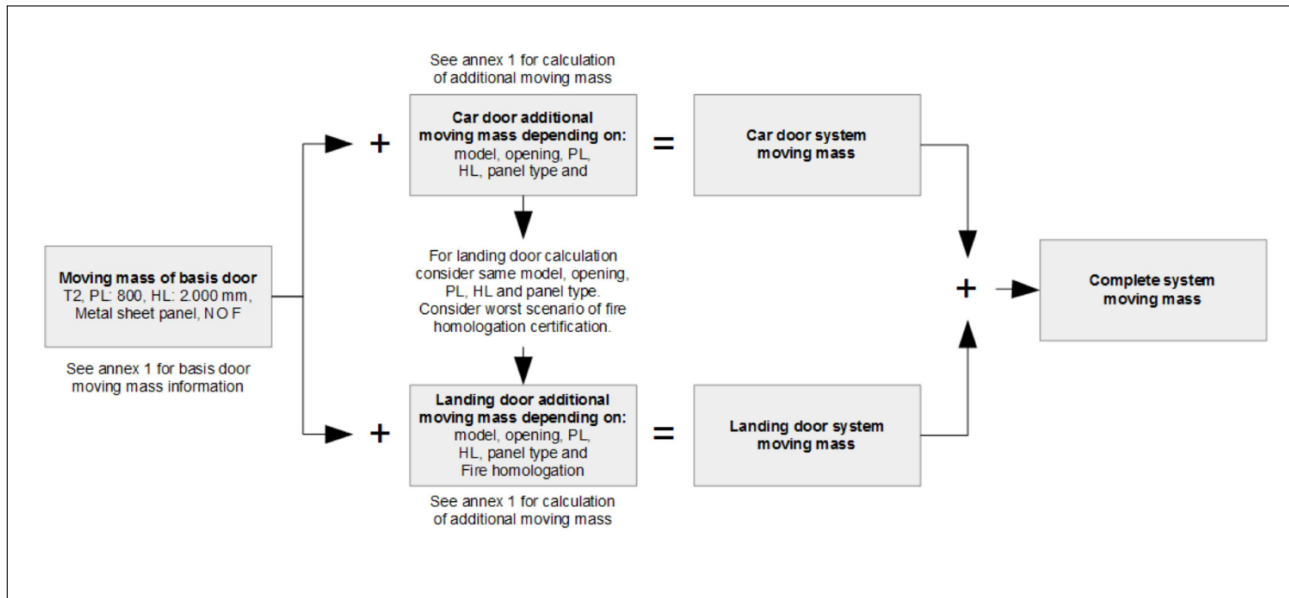 See annex 1 for calculation
of additional moving mass
Car door additional
moving mass depending on:
model, opening, PL,
HL, panel type and
+
=
Car door system
moving mass
For landing door calculation
consider same model, opening,
PL, HL and panel type.
Consider worst scenario of fire
homologation certification.
Moving mass of basis door
T2, PL: 800, HL: 2.000 mm,
Metal sheet panel, N O F
See annex 1 for basis door
moving mass information
+
Complete system
moving mass
+
Landing door additional
moving mass depending on:
model, opening, PL,
HL, panel type and
Fire homologation
=
Landing door system
moving mass
See annex 1 for calculation
of additional moving mass